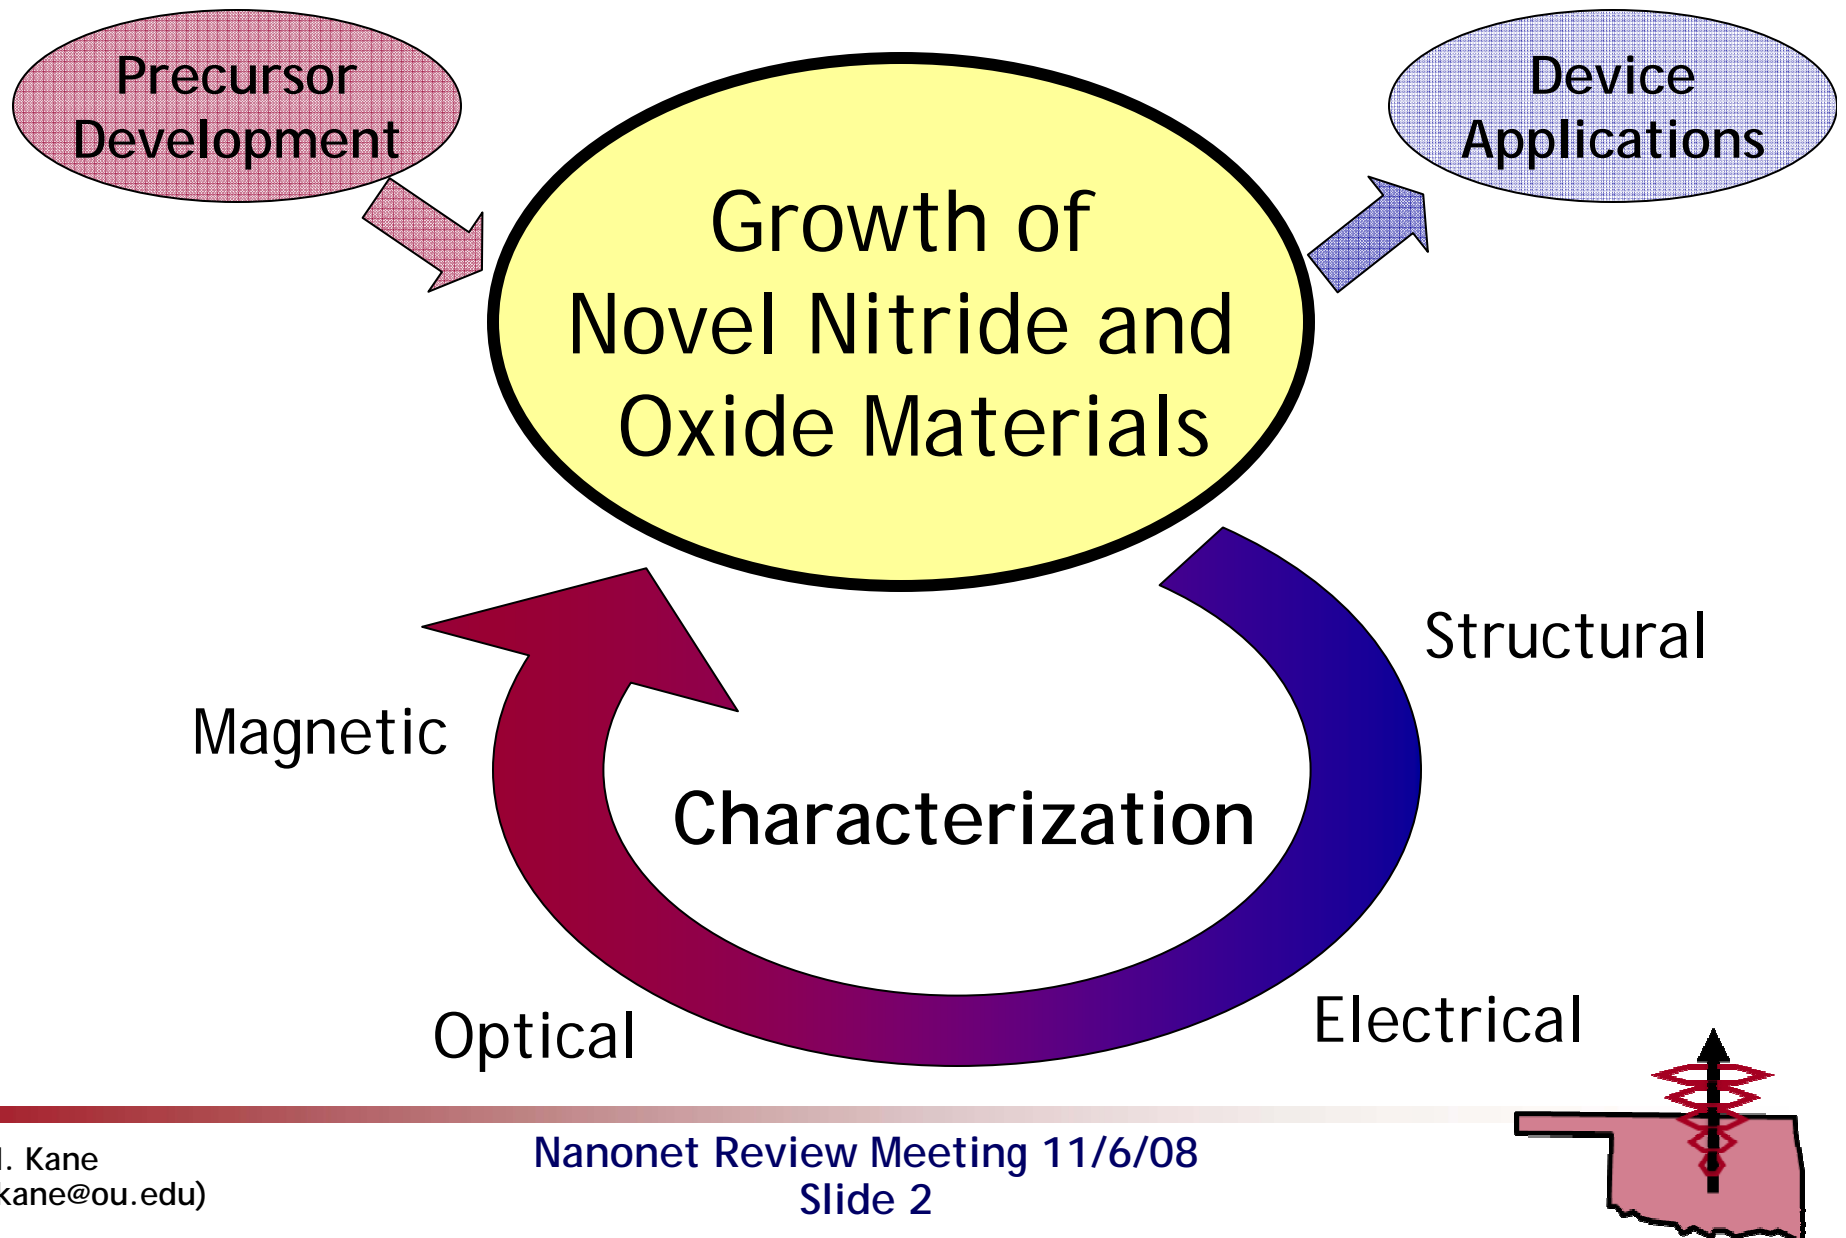 Precursor
Development
Device
Applications
Growth of
Novel Nitride and
Oxide Materials
Structural
Magnetic
Characterization
Electrical
Optical
Kane
kane@ou.edu)
Nanonet Review Meeting 11/6/08
Slide 2